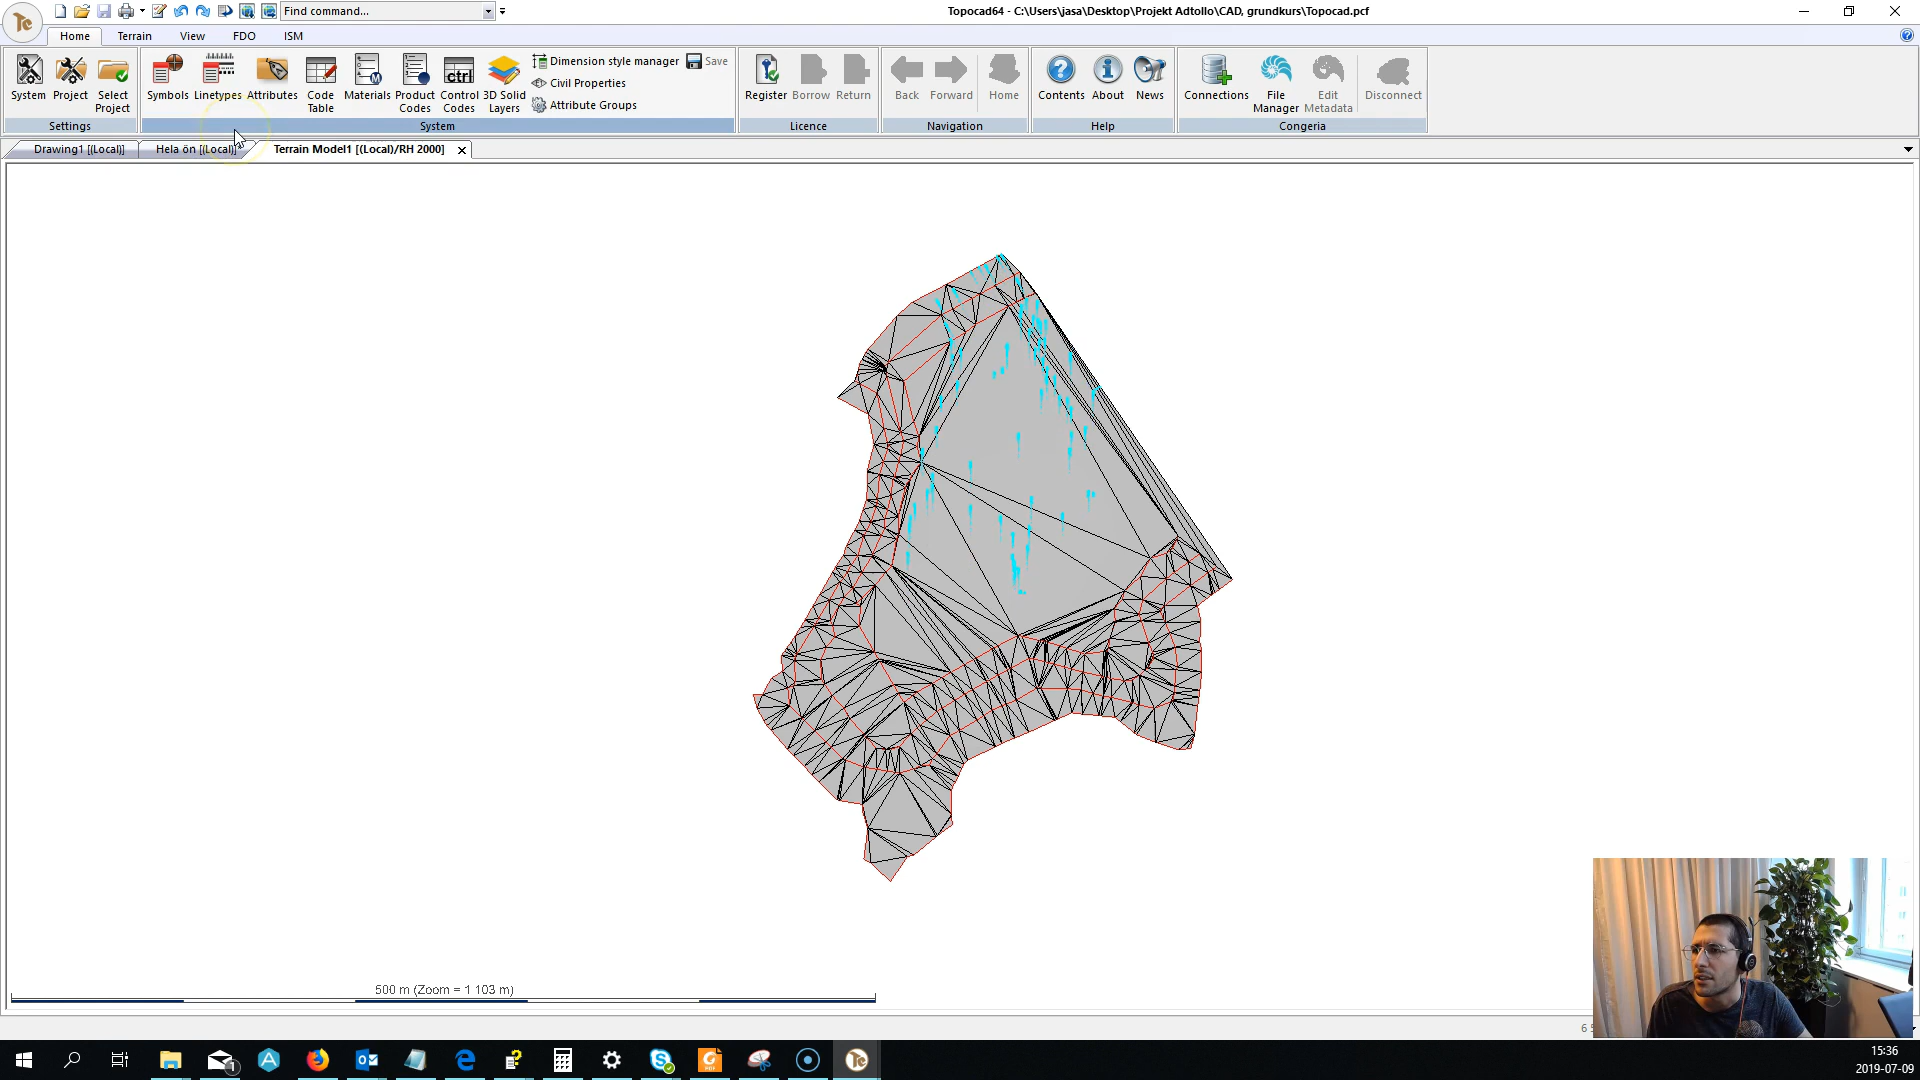 Tc
Find command...
Topocad64 - C:\Users\jasa\Desktop\Projekt Adtollo\CAD, grundkurs\Topocad.pcf
Home Terrain View FDO ISM
System Project Select Project
Settings
Symbols Linetypes Attributes Code Table Materials Product Codes Control Codes 3D Solid Layers
ctrl
Dimension style manager Save
Civil Properties
Attribute Groups
System
Register Borrow Return
Licence
Back Forward Home
Navigation
Contents About News
Help
Connections File Manager Edit Metadata Disconnect
Congeria
Drawing1 [(Local)] Hela ön [(Local)] Terrain Model1 [(Local)/RH 2000]
500 m (Zoom = 1 103 m)
15:36
2019-07-09